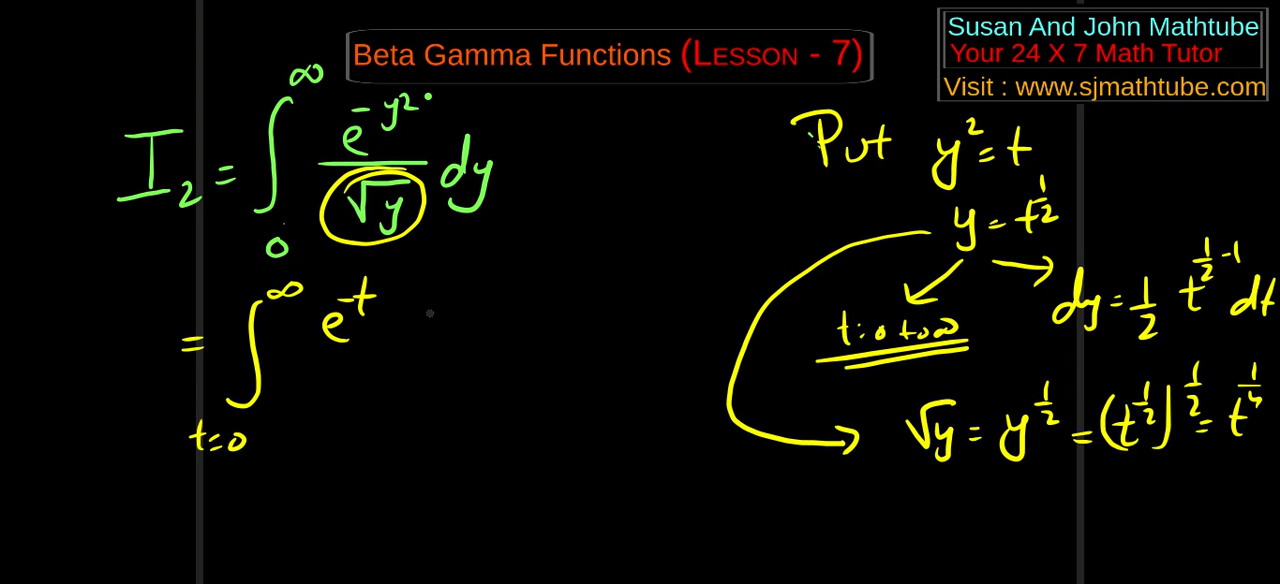 Beta Gamma Functions (LESSON - 7)
Susan And John Mathtube
Your 24 X 7 Math Tutor
Visit : www.sjmathtube.com
I₂ = ∫₀^∞ e^(-y²) / √y dy
= ∫_(t=0)^∞ e^(-t)
Put y² = t
y = t^(1/2)
t: 0 to ∞
dy = 1/2 t^(1/2 - 1) dt
√y = y^(1/2) = (t^(1/2))^(1/2) = t^(1/4)